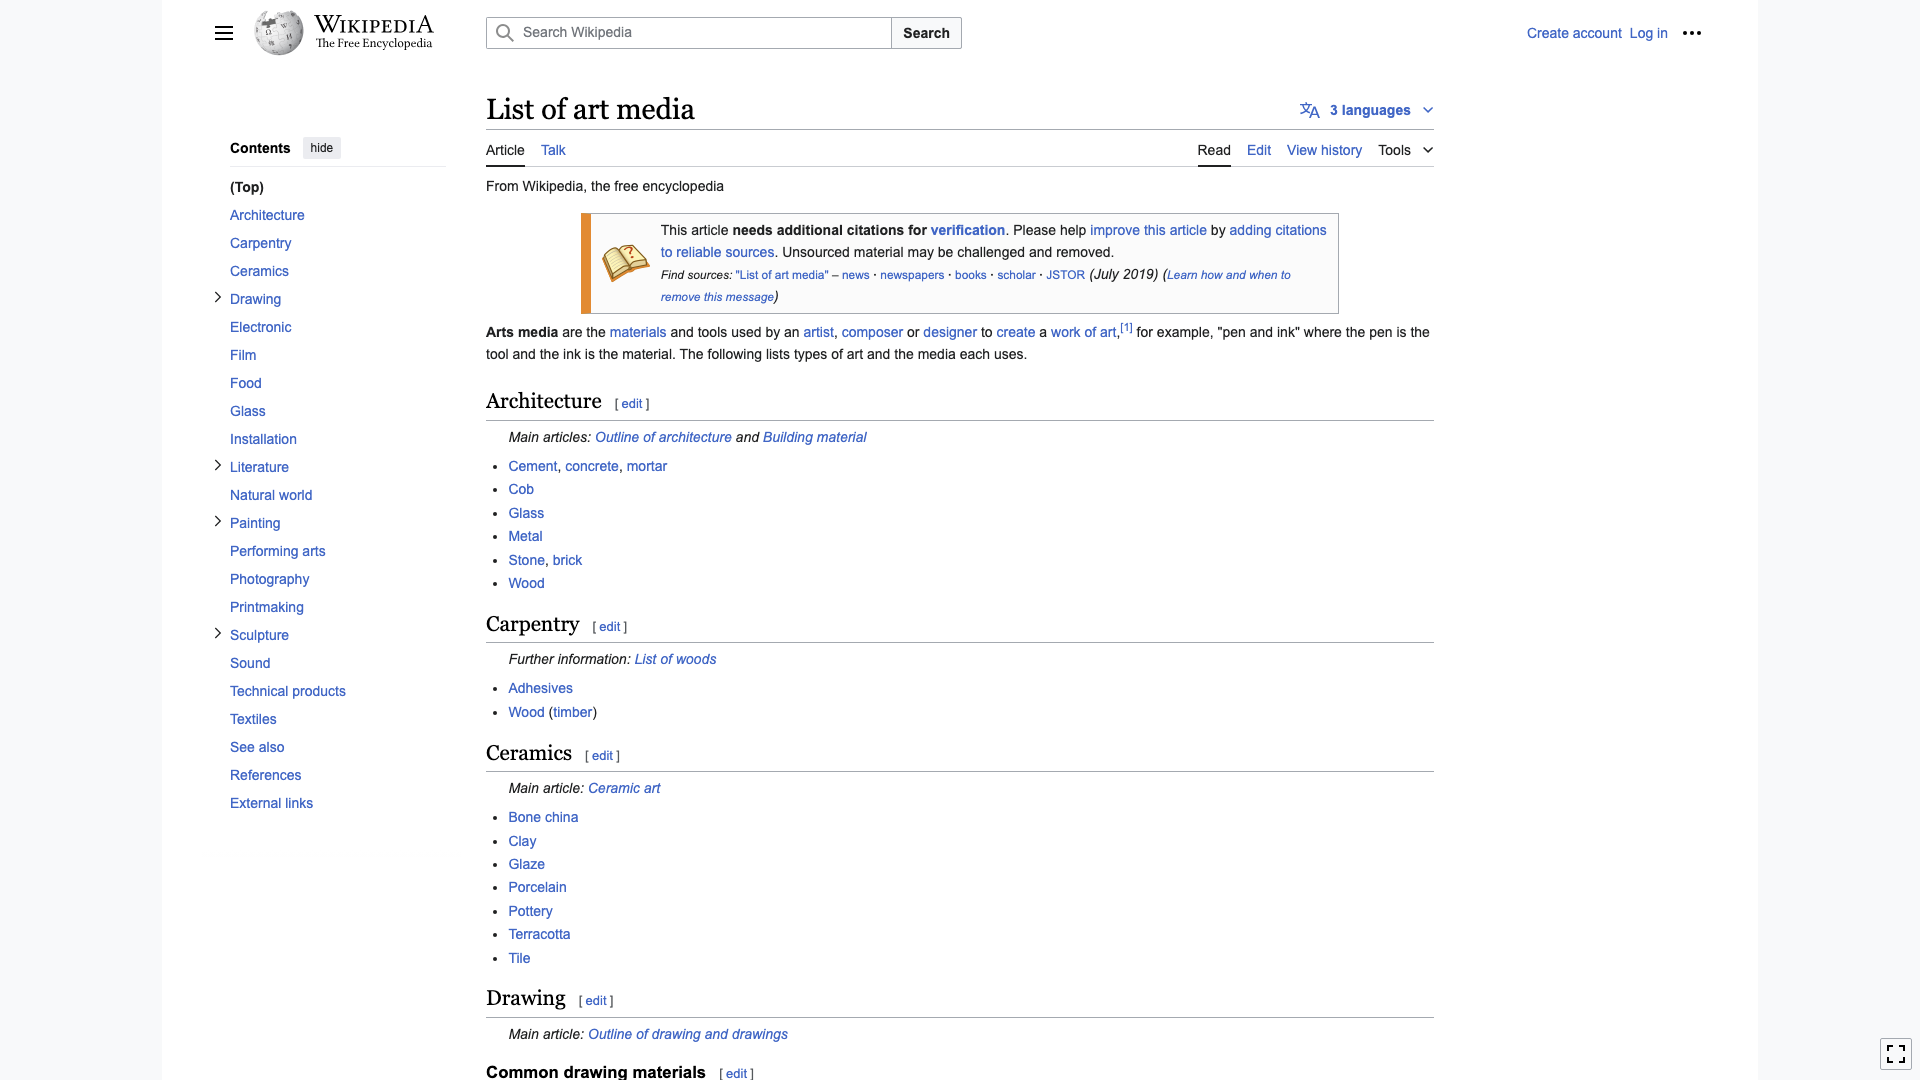 WIKIPEDIA
The Free Encyclopedia
Search Wikipedia
Search
Create account Log in
Contents hide
(Top)
Architecture
Carpentry
Ceramics
Drawing
Electronic
Film
Food
Glass
Installation
Literature
Natural world
Painting
Performing arts
Photography
Printmaking
Sculpture
Sound
Technical products
Textiles
See also
References
External links
List of art media
3 languages
Article Talk
Read Edit View history Tools
From Wikipedia, the free encyclopedia
This article needs additional citations for verification. Please help improve this article by adding citations
to reliable sources. Unsourced material may be challenged and removed.
Find sources: "List of art media" – news · newspapers · books · scholar · JSTOR (July 2019) (Learn how and when to
remove this message)
Arts media are the materials and tools used by an artist, composer or designer to create a work of art,[1] for example, "pen and ink" where the pen is the
tool and the ink is the material. The following lists types of art and the media each uses.
Architecture [ edit ]
Main articles: Outline of architecture and Building material
• Cement, concrete, mortar
• Cob
• Glass
• Metal
• Stone, brick
• Wood
Carpentry [ edit ]
Further information: List of woods
• Adhesives
• Wood (timber)
Ceramics [ edit ]
Main article: Ceramic art
• Bone china
• Clay
• Glaze
• Porcelain
• Pottery
• Terracotta
• Tile
Drawing [ edit ]
Main article: Outline of drawing and drawings
Common drawing materials [ edit ]